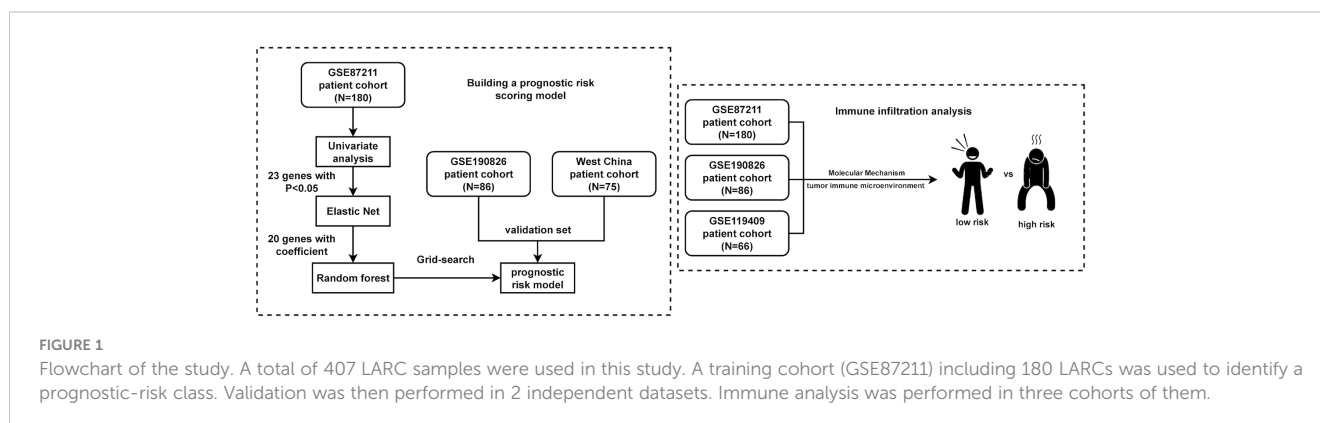 GSE87211
patient cohort
(N=180)
Building a prognostic risk
scoring model
Univariate
analysis
23 genes with
P<0.05
Elastic Net
20 genes with
coefficient
Random forest
Grid-search
GSE190826
patient cohort
(N=86)
West China
patient cohort
(N=75)
validation set
prognostic
risk model
GSE87211
patient cohort
(N=180)
GSE190826
patient cohort
(N=86)
GSE119409
patient cohort
(N=66)
Immune infiltration analysis
Molecular Mechanism
tumor immune microenvironment
vs
low risk
high risk
FIGURE 1
Flowchart of the study. A total of 407 LARC samples were used in this study. A training cohort (GSE87211) including 180 LARCs was used to identify a
prognostic-risk class. Validation was then performed in 2 independent datasets. Immune analysis was performed in three cohorts of them.